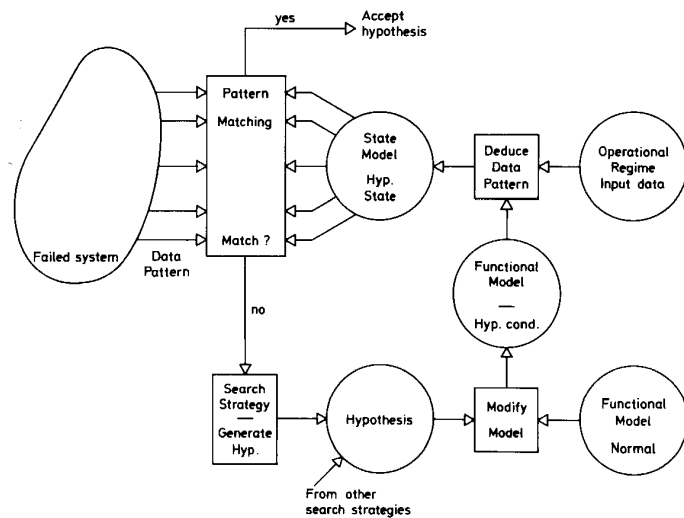 yes
Accept
hypothesis
Pattern
Matching
Match ?
State
Model
Hyp.
State
Deduce
Data
Pattern
Operational
Regime
Input data
Failed system
Data
Pattern
Functional
Model
—
Hyp. cond.
no
Search
Strategy
—
Generate
Hyp.
Hypothesis
Modify
Model
Functional
Model
Normal
From other
search strategies